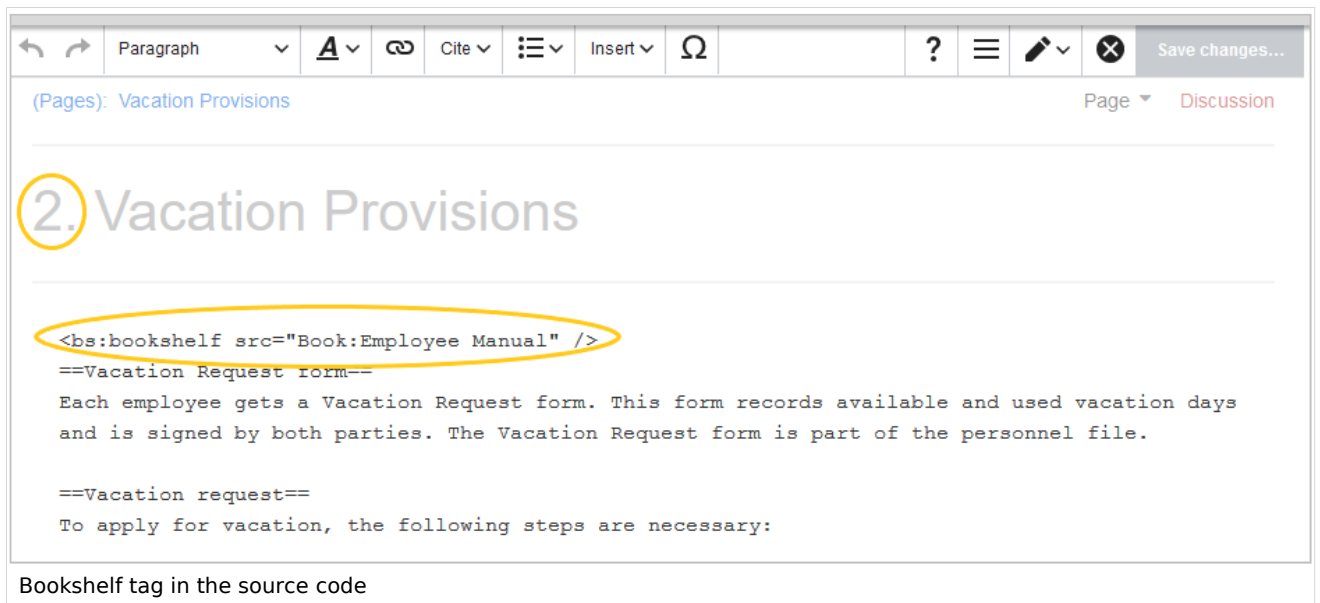 Paragraph A Cite Insert Ω ? Save changes...
(Pages): Vacation Provisions Page Discussion
2. Vacation Provisions
<bs:bookshelf src="Book:Employee Manual" />
==Vacation Request form==
Each employee gets a Vacation Request form. This form records available and used vacation days
and is signed by both parties. The Vacation Request form is part of the personnel file.
==Vacation request==
To apply for vacation, the following steps are necessary:
Bookshelf tag in the source code